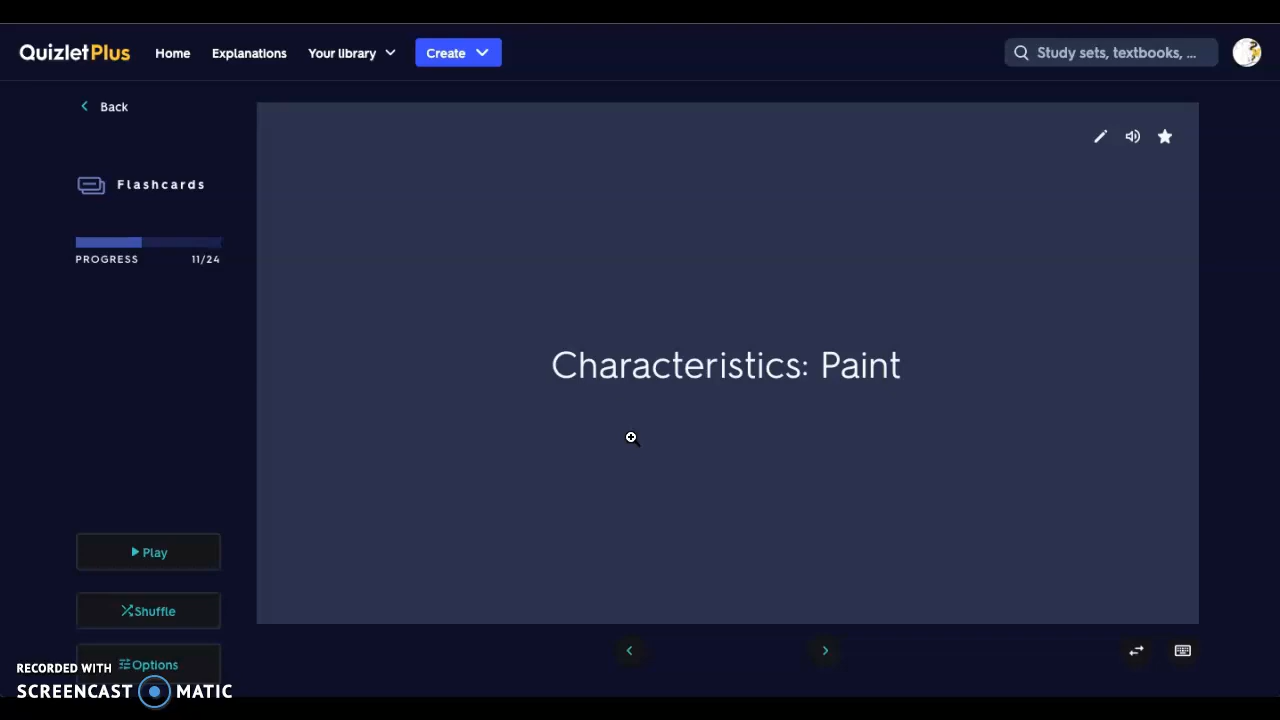 QuizletPlus
Home
Explanations
Your library
Create
Study sets, textbooks, ...
Back
Flashcards
PROGRESS 11/24
Characteristics: Paint
Play
Shuffle
Options
RECORDED WITH
SCREENCAST MATIC